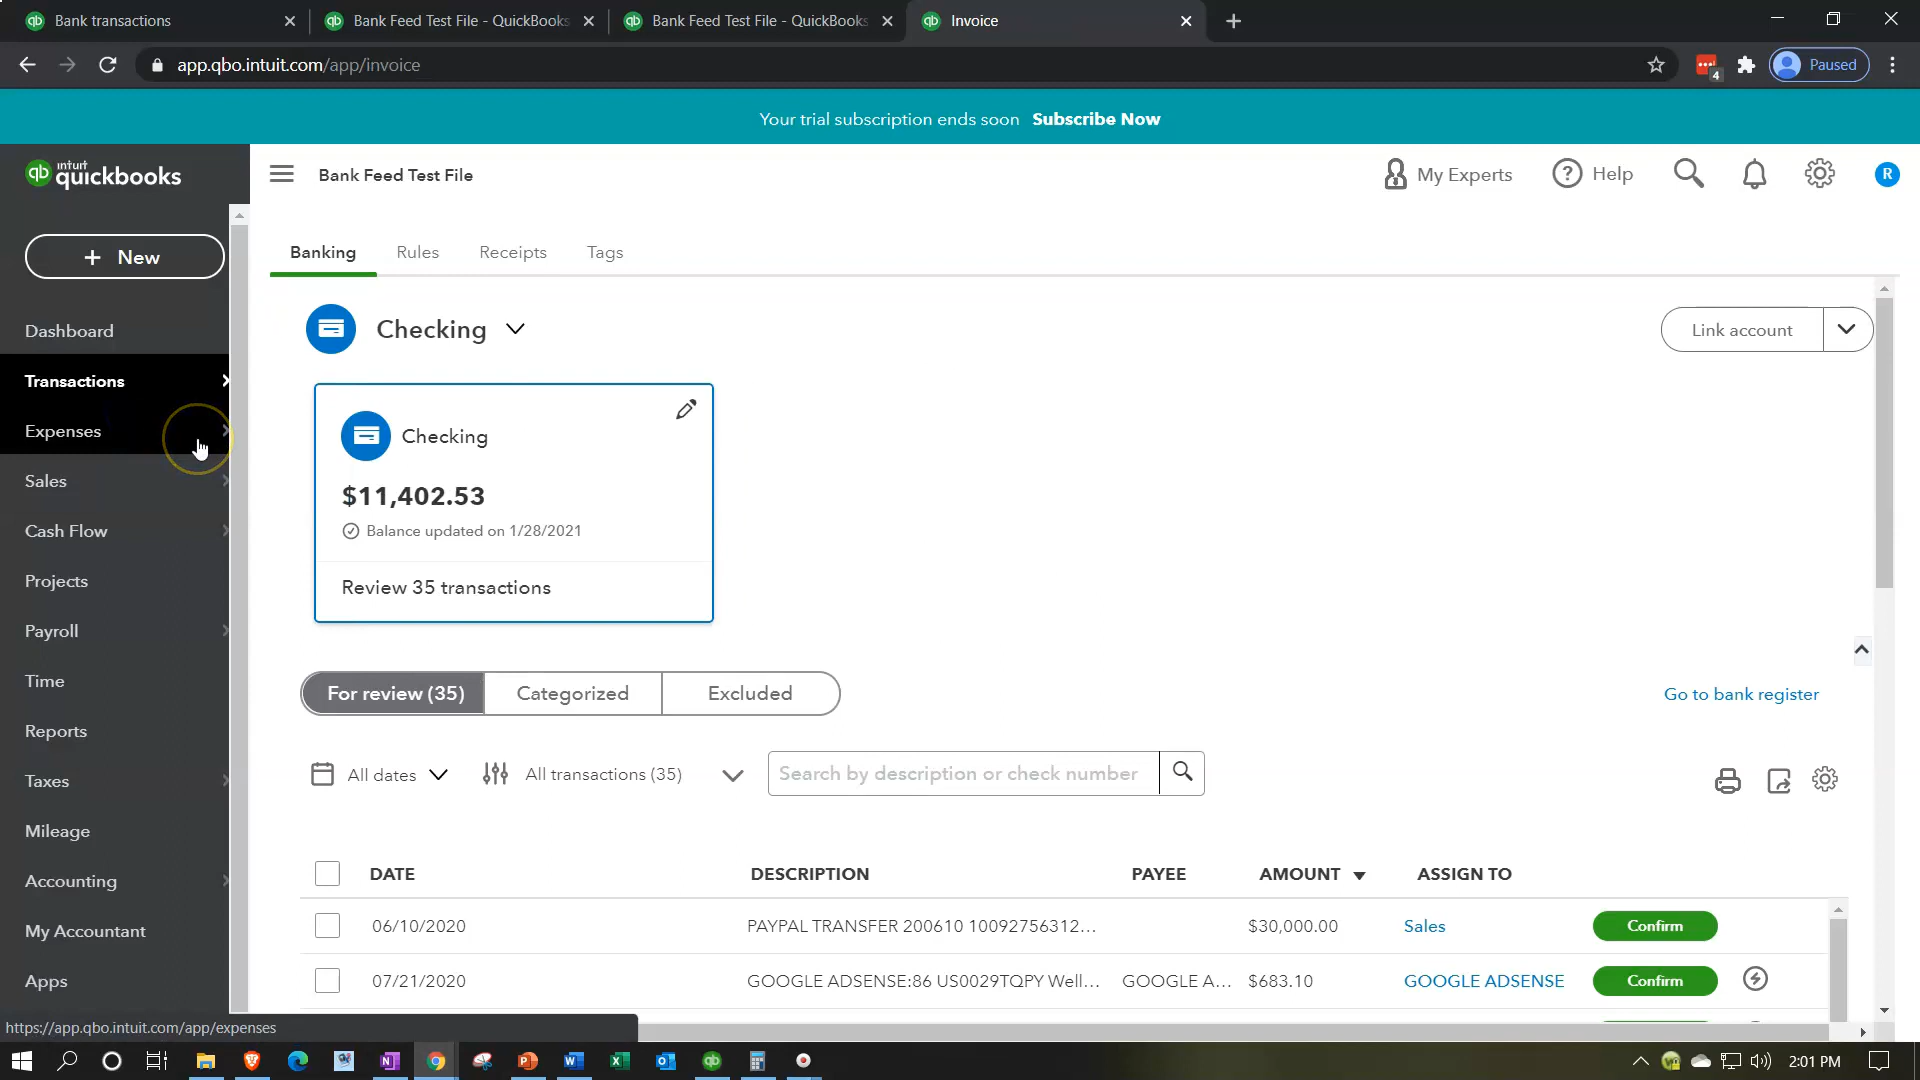 Bank transactions
Bank Feed Test File - QuickBooks
Bank Feed Test File - QuickBooks
Invoice
app.qbo.intuit.com/app/invoice
4
Paused
Your trial subscription ends soon Subscribe Now
qb intuit quickbooks
Bank Feed Test File
My Experts
Help
R
+ New
Banking
Rules
Receipts
Tags
Dashboard
Transactions
Expenses
Sales
Cash Flow
Projects
Payroll
Time
Reports
Taxes
Mileage
Accounting
My Accountant
Apps
Checking
Link account
Checking
$11,402.53
Balance updated on 1/28/2021
Review 35 transactions
For review (35)
Categorized
Excluded
Go to bank register
All dates
All transactions (35)
Search by description or check number
DATE DESCRIPTION PAYEE AMOUNT ASSIGN TO
06/10/2020 PAYPAL TRANSFER 200610 10092756312... $30,000.00 Sales Confirm
07/21/2020 GOOGLE ADSENSE:86 US0029TQPY Well... GOOGLE A... $683.10 GOOGLE ADSENSE Confirm
https://app.qbo.intuit.com/app/expenses
2:01 PM